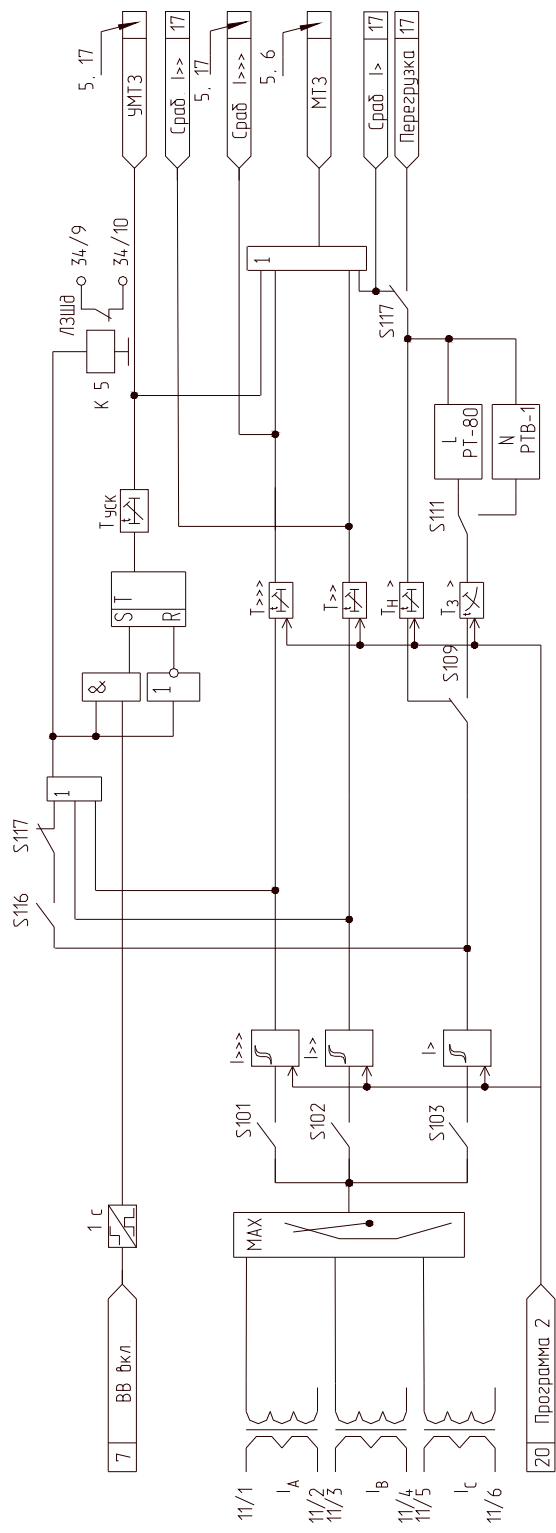 5, 17
УМТЗ
Сраб. I>>
17
5, 17
Сраб I>>>
5, 6
МТЗ
Сраб I>
17
Перегрузка
17
34/9
34/10
ЛЗШд
К 5
1
S117
L
РТ-80
N
РТВ-1
S111
Т уск
t
S T
R
T>>>
t
T>>
t
Tн >
t
Tз >
t
S109
&
1
1
S117
S116
I>>>
I>>
I>
S101
S102
S103
1 с
MAX
7
ВВ вкл
20
Программа 2
11/1
IA
11/2
11/3
IB
11/4
11/5
IC
11/6